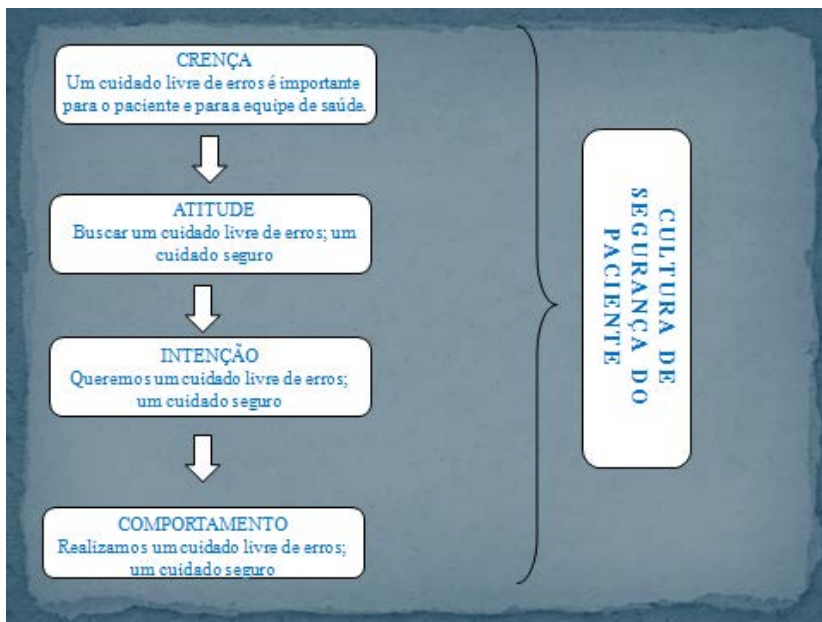 CRENÇA
Um cuidado livre de erros é importante
para o paciente e para a equipe de saúde.
ATITUDE
Buscar um cuidado livre de erros; um
cuidado seguro
INTENÇÃO
Queremos um cuidado livre de erros;
um cuidado seguro
COMPORTAMENTO
Realizamos um cuidado livre de erros;
um cuidado seguro
CULTURA DE
SEGURANÇA DO
PACIENTE